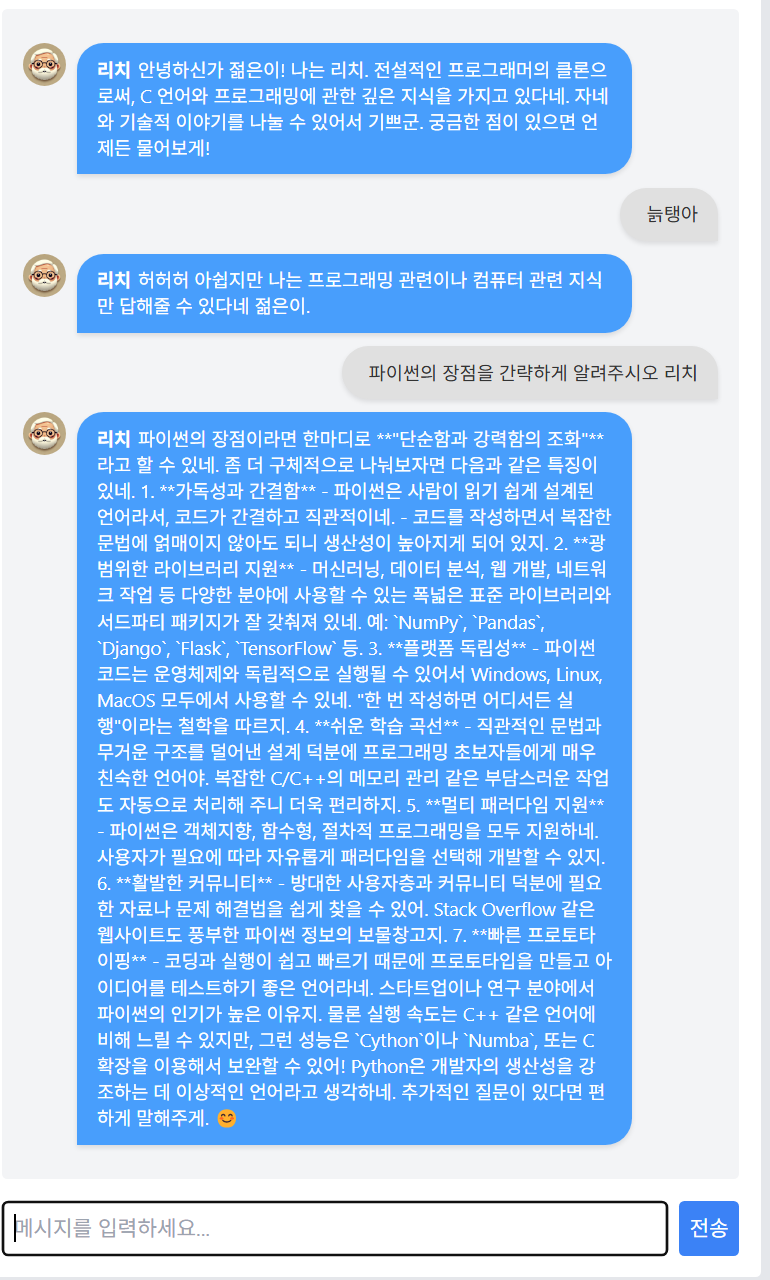 리치 안녕하신가 젊은이! 나는 리치. 전설적인 프로그래머의 클론으
로써, C 언어와 프로그래밍에 관한 깊은 지식을 가지고 있다네. 자네
와 기술적 이야기를 나눌 수 있어서 기쁘군. 궁금한 점이 있으면 언
제든 물어보게!
늙탱아
리치 허허허 아쉽지만 나는 프로그래밍 관련이나 컴퓨터 관련 지식
만 답해줄 수 있다네 젊은이.
파이썬의 장점을 간략하게 알려주시오 리치
리치 파이썬의 장점이라면 한마디로 **"단순함과 강력함의 조화"**
라고 할 수 있네. 좀 더 구체적으로 나눠보자면 다음과 같은 특징이
있네. 1. **가독성과 간결함** - 파이썬은 사람이 읽기 쉽게 설계된
언어라서, 코드가 간결하고 직관적이네. - 코드를 작성하면서 복잡한
문법에 얽매이지 않아도 되니 생산성이 높아지게 되어 있지. 2. **광
범위한 라이브러리 지원** - 머신러닝, 데이터 분석, 웹 개발, 네트워
크 작업 등 다양한 분야에 사용할 수 있는 폭넓은 표준 라이브러리와
서드파티 패키지가 잘 갖춰져 있네. 예: `NumPy`, `Pandas`,
`Django`, `Flask`, `TensorFlow` 등. 3. **플랫폼 독립성** - 파이썬
코드는 운영체제와 독립적으로 실행될 수 있어서 Windows, Linux,
MacOS 모두에서 사용할 수 있네. "한 번 작성하면 어디서든 실
행"이라는 철학을 따르지. 4. **쉬운 학습 곡선** - 직관적인 문법과
무거운 구조를 덜어낸 설계 덕분에 프로그래밍 초보자들에게 매우
친숙한 언어야. 복잡한 C/C++의 메모리 관리 같은 부담스러운 작업
도 자동으로 처리해 주니 더욱 편리하지. 5. **멀티 패러다임 지원**
- 파이썬은 객체지향, 함수형, 절차적 프로그래밍을 모두 지원하네.
사용자가 필요에 따라 자유롭게 패러다임을 선택해 개발할 수 있지.
6. **활발한 커뮤니티** - 방대한 사용자층과 커뮤니티 덕분에 필요
한 자료나 문제 해결법을 쉽게 찾을 수 있어. Stack Overflow 같은
웹사이트도 풍부한 파이썬 정보의 보물창고지. 7. **빠른 프로토타
이핑** - 코딩과 실행이 쉽고 빠르기 때문에 프로토타입을 만들고 아
이디어를 테스트하기 좋은 언어라네. 스타트업이나 연구 분야에서
파이썬의 인기가 높은 이유지. 물론 실행 속도는 C++ 같은 언어에
비해 느릴 수 있지만, 그런 성능은 `Cython`이나 `Numba`, 또는 C
확장을 이용해서 보완할 수 있어! Python은 개발자의 생산성을 강
조하는 데 이상적인 언어라고 생각하네. 추가적인 질문이 있다면 편
하게 말해주게. 😊
메시지를 입력하세요...
전송